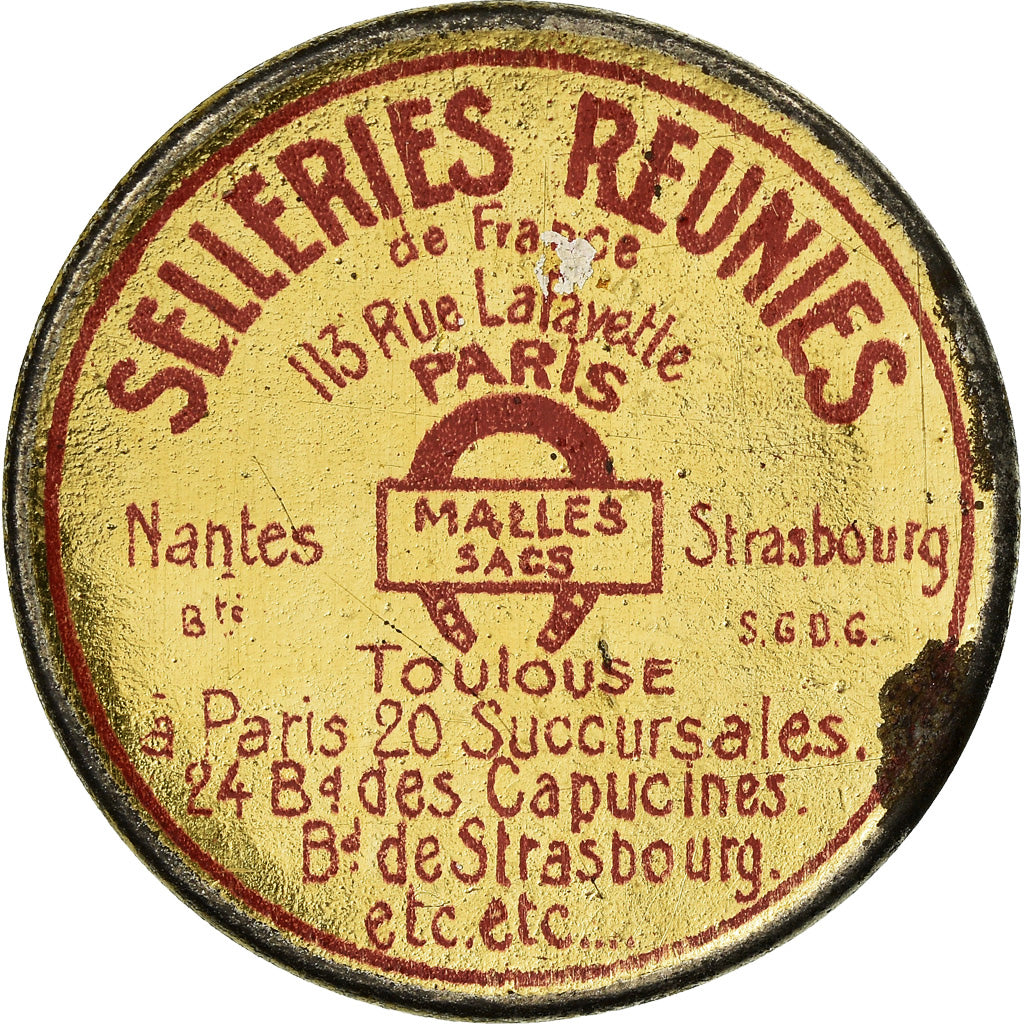 SELLERIES REUNIES
de France
113 Rue Lafayette
PARIS
MALLES
SACS
Nantes
Strasbourg
Bts
S.G.D.G.
TOULOUSE
à Paris 20 Succursales.
24 Bd des Capucines.
Bd. de Strasbourg.
etc. etc.....